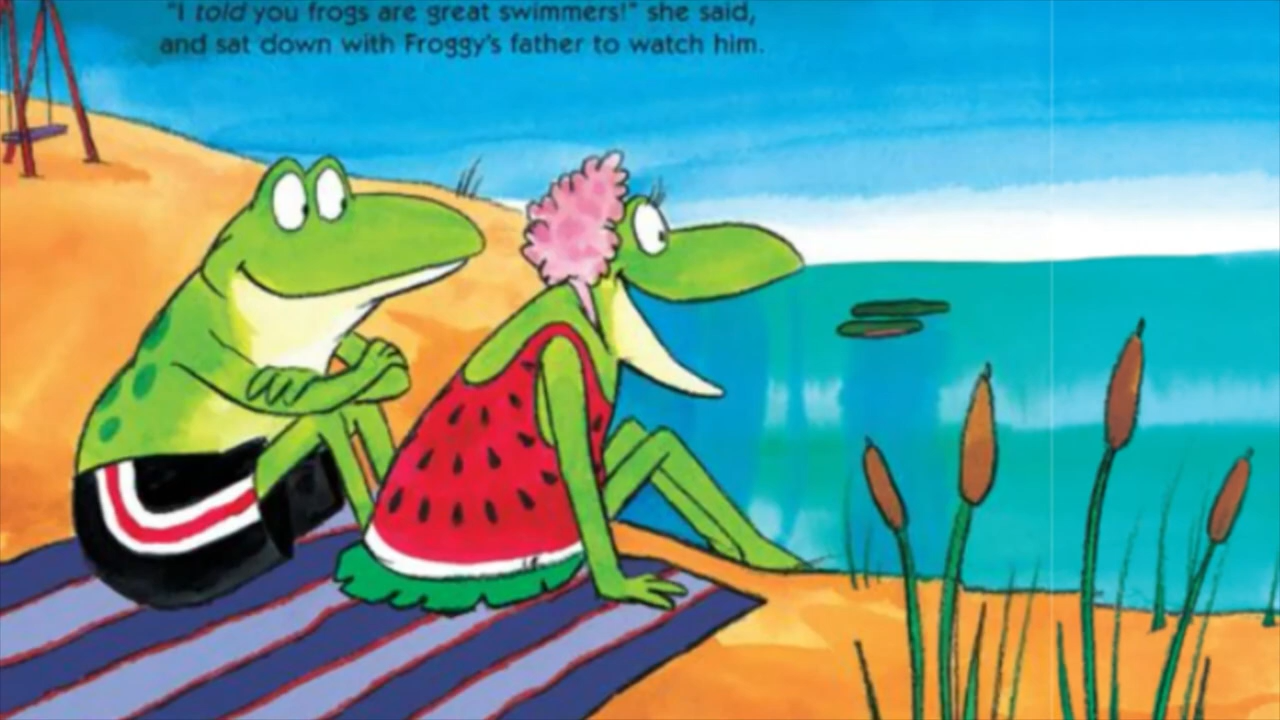 "I told you frogs are great swimmers!" she said,
and sat down with Froggy's father to watch him.